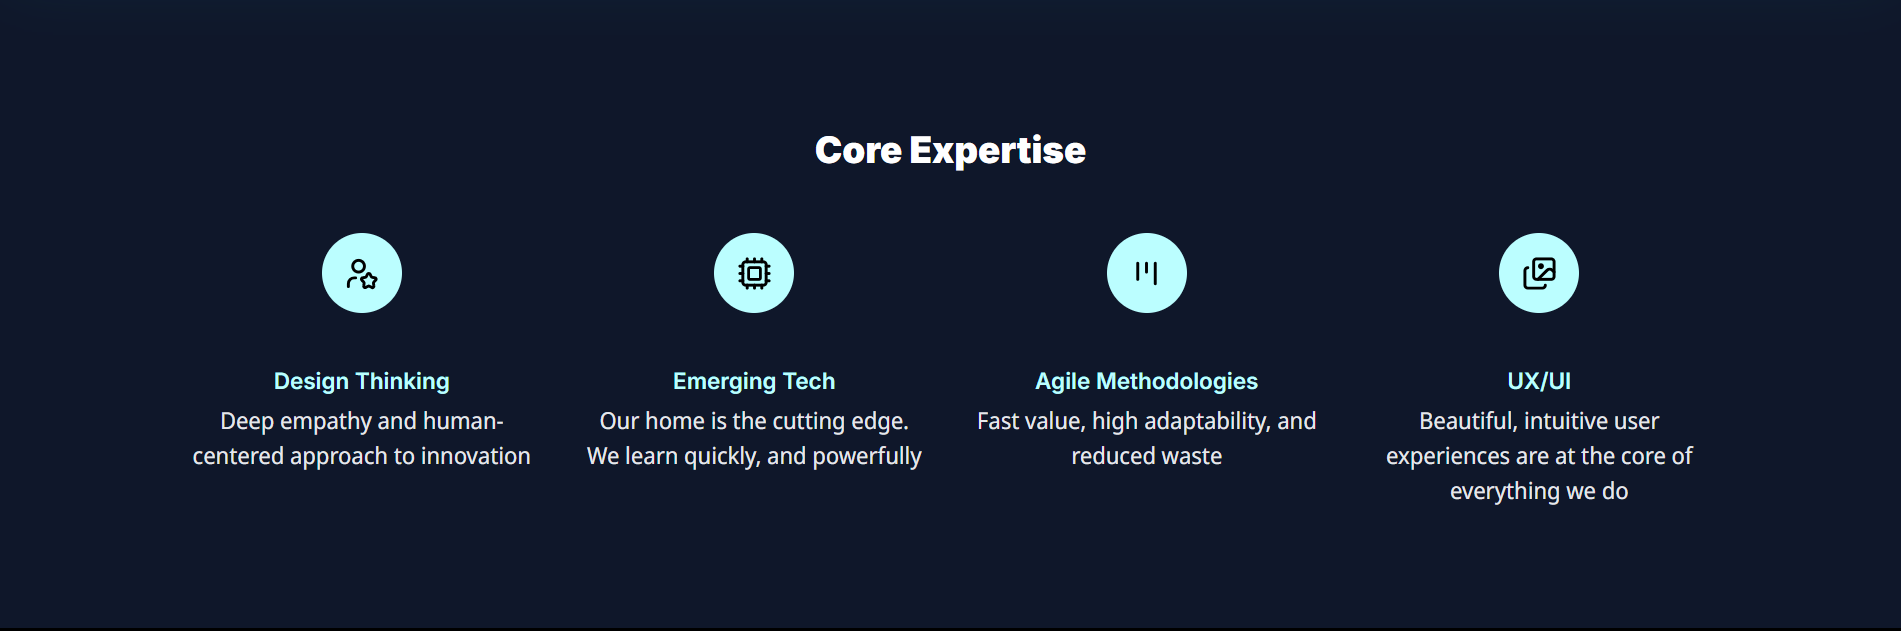 Core Expertise
Design Thinking
Deep empathy and human-
centered approach to innovation
Emerging Tech
Our home is the cutting edge.
We learn quickly, and powerfully
Agile Methodologies
Fast value, high adaptability, and
reduced waste
UX/UI
Beautiful, intuitive user
experiences are at the core of
everything we do